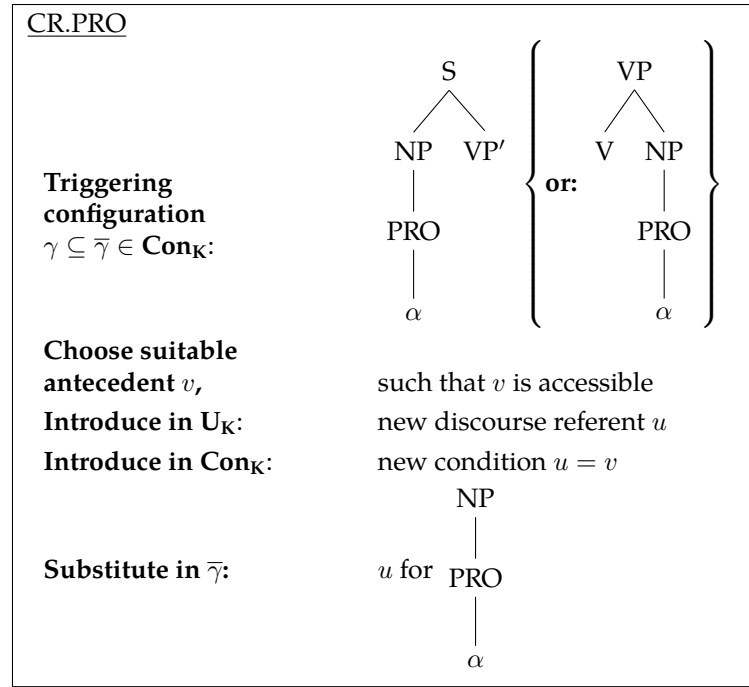 CR.PRO
S VP
NP VP′ or: V NP
Triggering
configuration
γ ⊆ γ̅ ∈ Con_K:
PRO PRO
α α
Choose suitable
antecedent v, such that v is accessible
Introduce in U_K: new discourse referent u
Introduce in Con_K: new condition u = v
NP
Substitute in γ̅: u for PRO
α